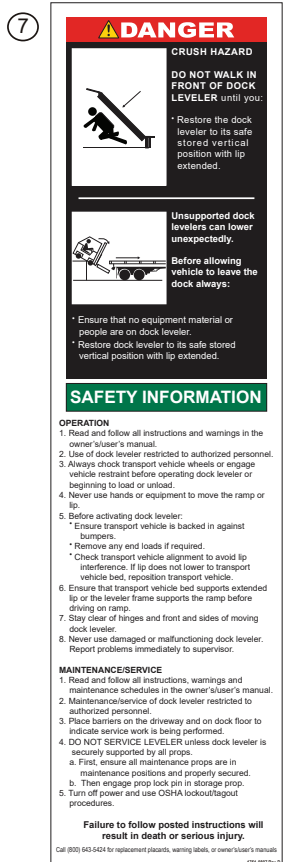 7
DANGER
CRUSH HAZARD
DO NOT WALK IN
FRONT OF DOCK
LEVELER until you:
* Restore the dock
leveler to its safe
stored vertical
position with lip
extended.
Unsupported dock
levelers can lower
unexpectedly.
Before allowing
vehicle to leave the
dock always:
* Ensure that no equipment material or
people are on dock leveler.
* Restore dock leveler to its safe stored
vertical position with lip extended.
SAFETY INFORMATION
OPERATION
1. Read and follow all instructions and warnings in the
owner's/user's manual.
2. Use of dock leveler restricted to authorized personnel.
3. Always chock transport vehicle wheels or engage
vehicle restraint before operating dock leveler or
beginning to load or unload.
4. Never use hands or equipment to move the ramp or
lip.
5. Before activating dock leveler:
* Ensure transport vehicle is backed in against
bumpers.
* Remove any end loads if required.
* Check transport vehicle alignment to avoid lip
interference. If lip does not lower to transport
vehicle bed, reposition transport vehicle.
6. Ensure that transport vehicle bed supports extended
lip or the leveler frame supports the ramp before
driving on ramp.
7. Stay clear of hinges and front and sides of moving
dock leveler.
8. Never use damaged or malfunctioning dock leveler.
Report problems immediately to supervisor.
MAINTENANCE/SERVICE
1. Read and follow all instructions, warnings and
maintenance schedules in the owner's/user's manual.
2. Maintenance/service of dock leveler restricted to
authorized personnel.
3. Place barriers on the driveway and on dock floor to
indicate service work is being performed.
4. DO NOT SERVICE LEVELER unless dock leveler is
securely supported by all props.
a. First, ensure all maintenance props are in
maintenance positions and properly secured.
b. Then engage prop lock pin in storage prop.
5. Turn off power and use OSHA lockout/tagout
procedures.
Failure to follow posted instructions will
result in death or serious injury.
Call (800) 643-5424 for replacement placards, warning labels, or owner's/user's manuals